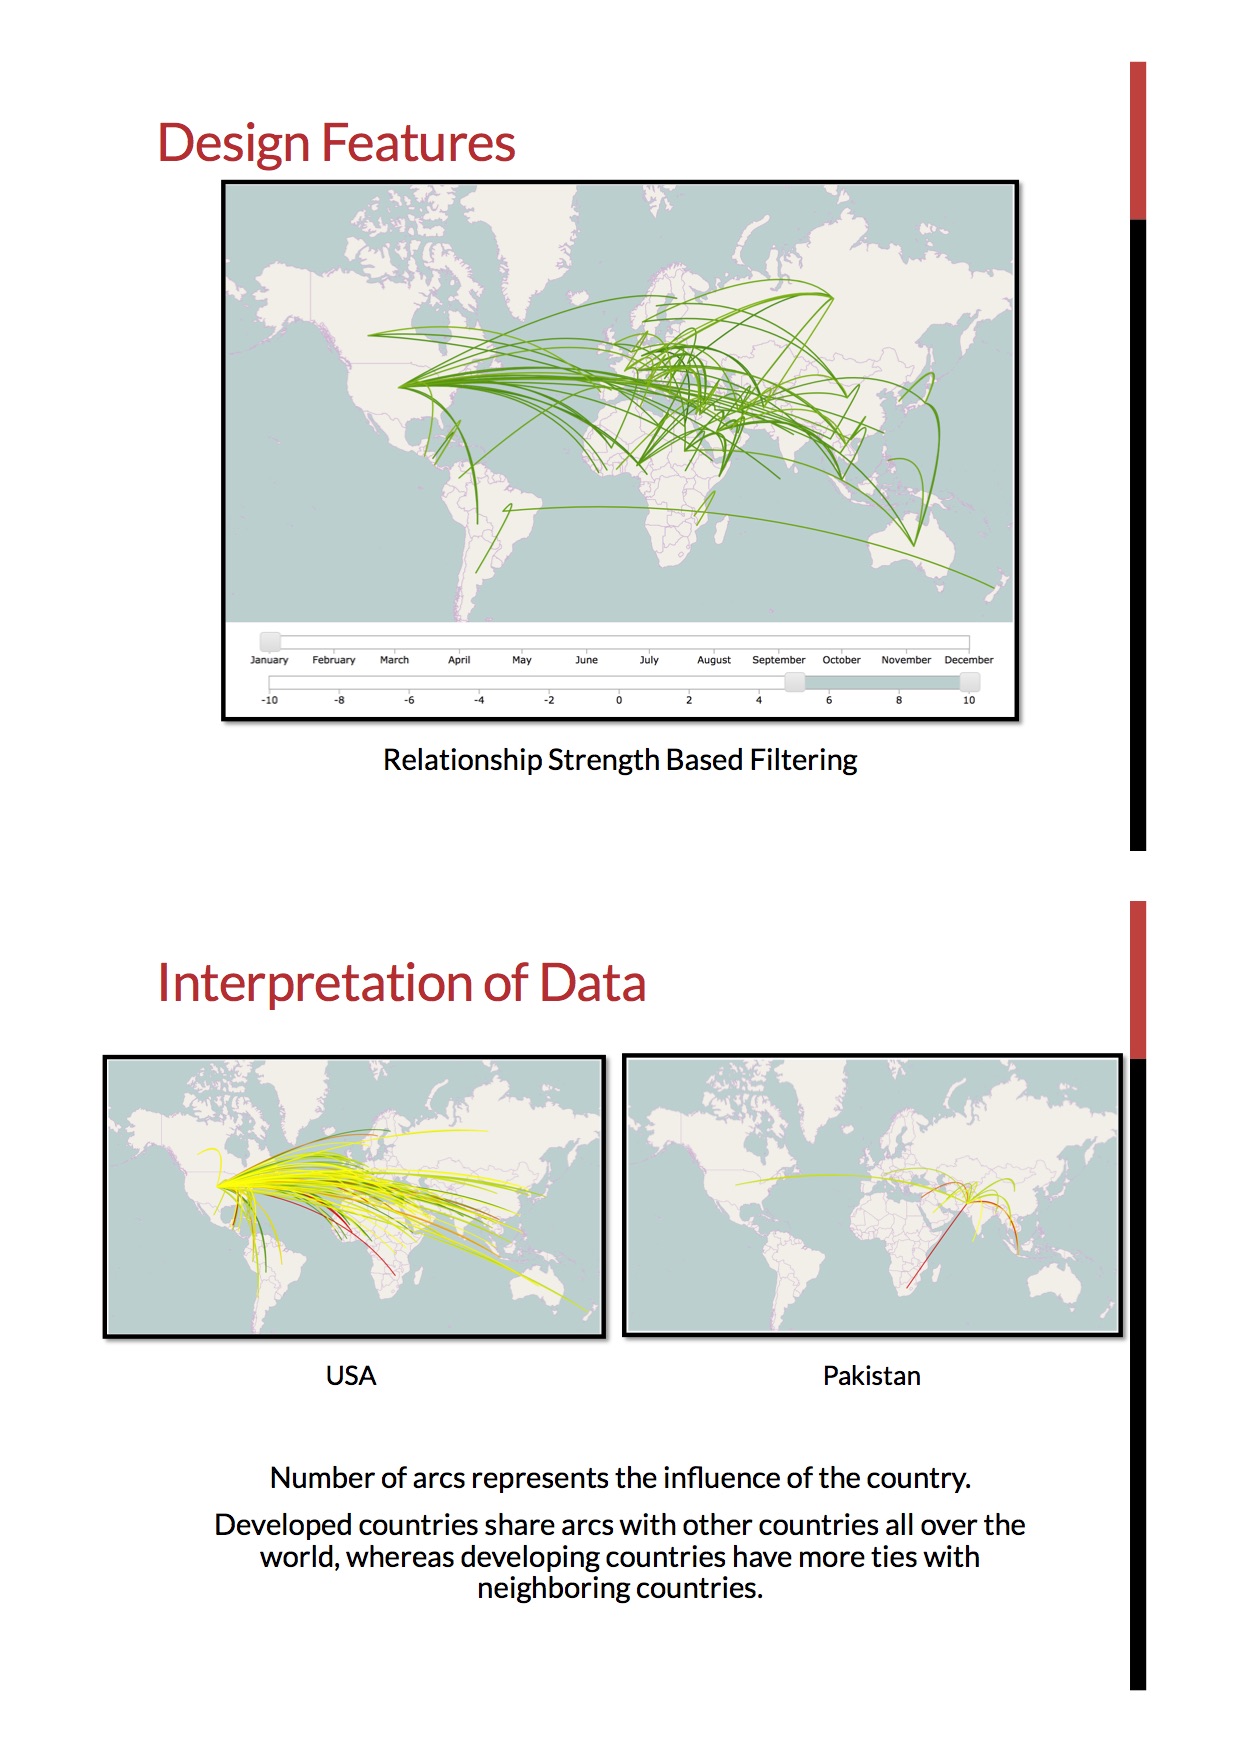 Design Features
January February March April May June July August September October November December
-10 -8 -6 -4 -2 0 2 4 6 8 10
Relationship Strength Based Filtering
Interpretation of Data
USA Pakistan
Number of arcs represents the influence of the country.
Developed countries share arcs with other countries all over the
world, whereas developing countries have more ties with
neighboring countries.